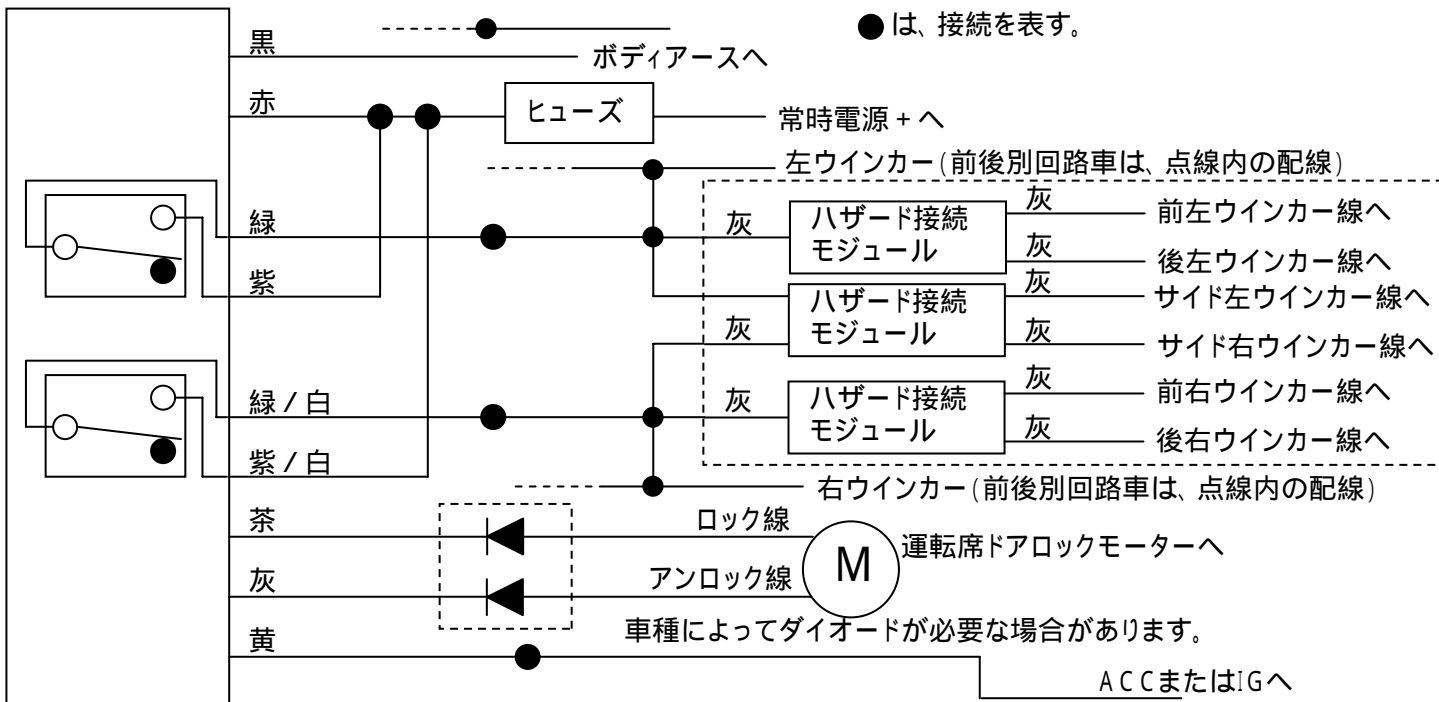 ●は、接続を表す。
黒
ボディアースへ
赤
ヒューズ
常時電源+へ
左ウインカー(前後別回路車は、点線内の配線)
緑
灰
ハザード接続
モジュール
灰
前左ウインカー線へ
灰
後左ウインカー線へ
紫
灰
ハザード接続
モジュール
灰
サイド左ウインカー線へ
灰
サイド右ウインカー線へ
緑/白
灰
ハザード接続
モジュール
灰
前右ウインカー線へ
灰
後右ウインカー線へ
紫/白
右ウインカー(前後別回路車は、点線内の配線)
茶
ロック線
M
運転席ドアロックモーターへ
灰
アンロック線
車種によってダイオードが必要な場合があります。
黄
ACCまたはIGへ